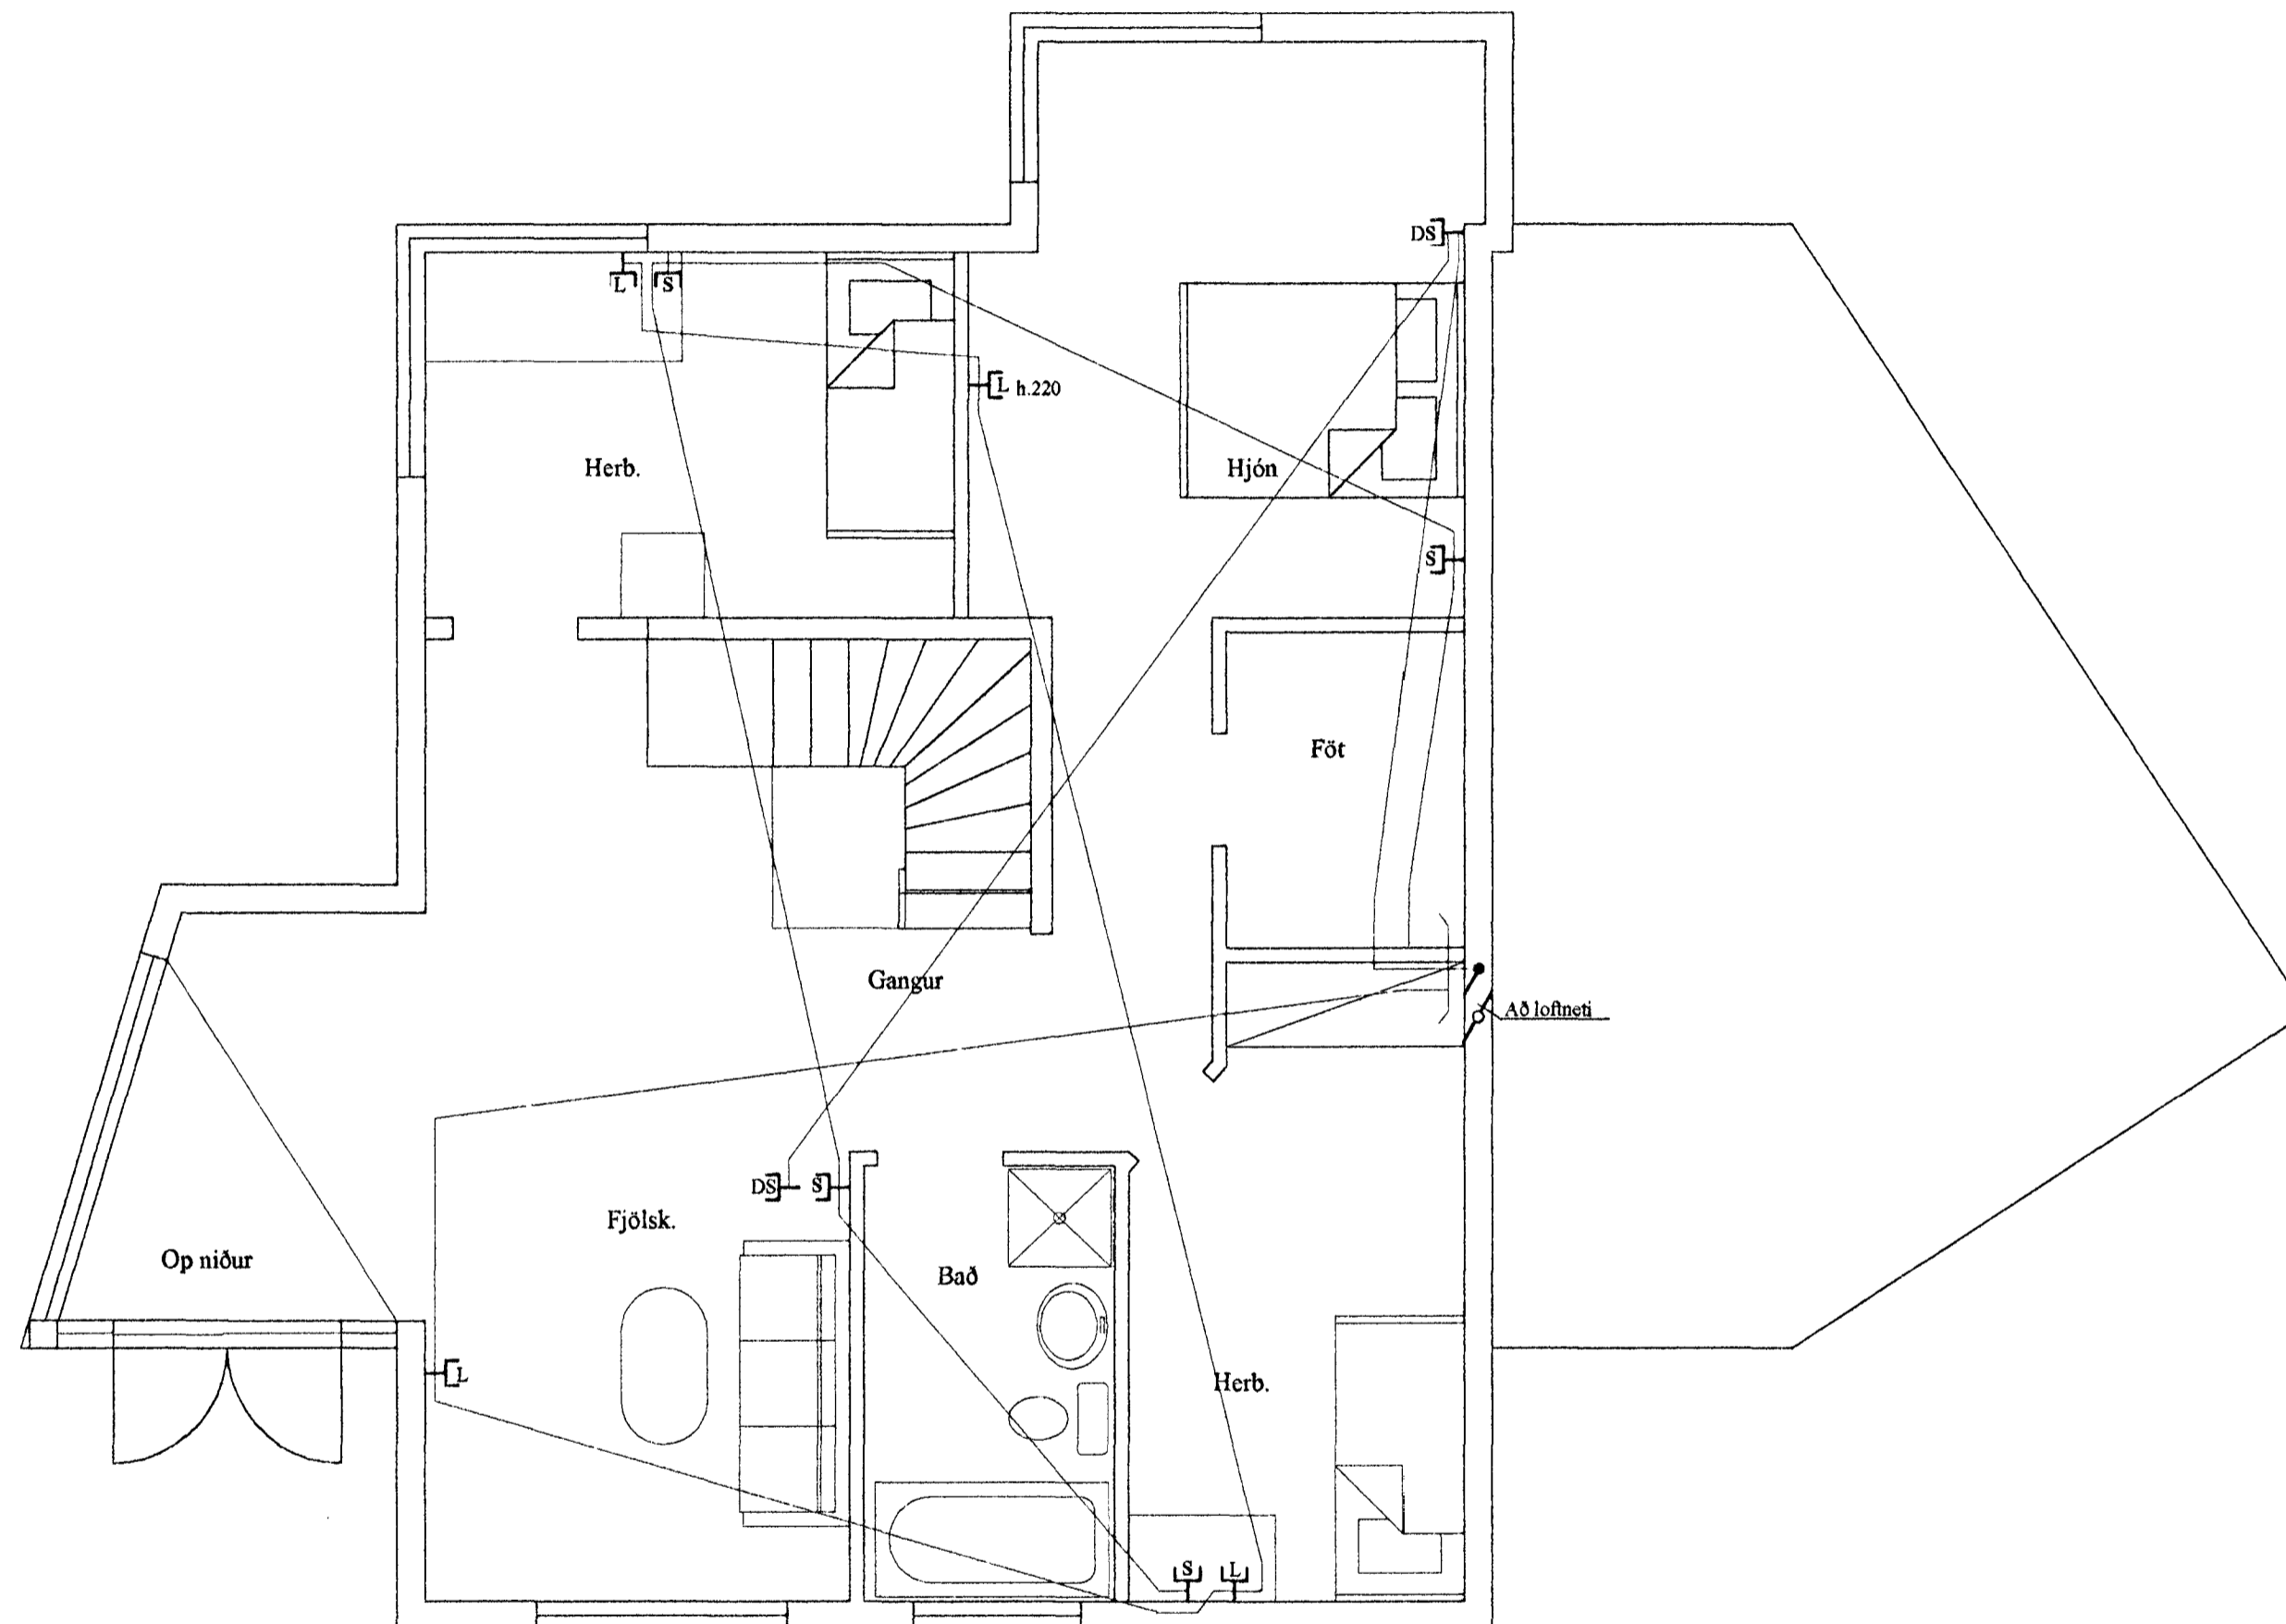 DS
L
S
L h.220
Herb.
Hjón
S
Föt
Gangur
Að loftneti
DS
S
Fjölsk.
Op niður
Bað
L
Herb.
S
L